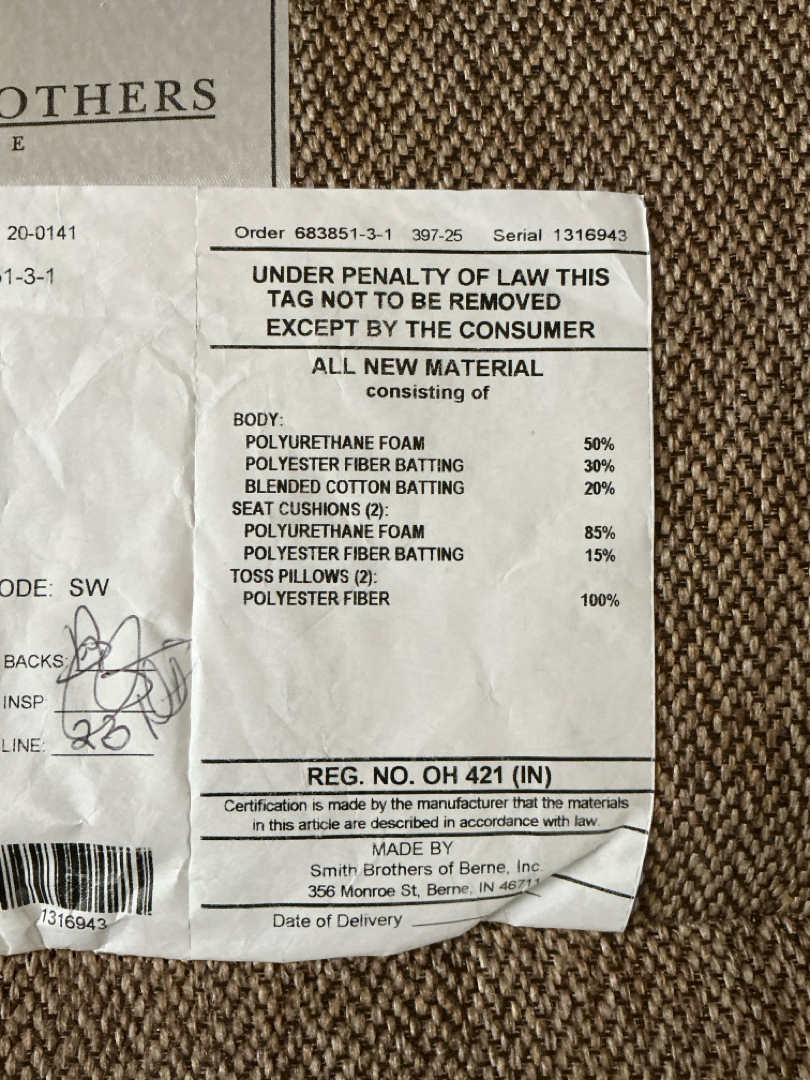 OTHERS
E
20-0141
1-3-1
ODE: SW
BACKS:
INSP
LINE: 23
1316943
Order 683851-3-1 397-25 Serial 1316943
UNDER PENALTY OF LAW THIS
TAG NOT TO BE REMOVED
EXCEPT BY THE CONSUMER
ALL NEW MATERIAL
consisting of
BODY:
POLYURETHANE FOAM 50%
POLYESTER FIBER BATTING 30%
BLENDED COTTON BATTING 20%
SEAT CUSHIONS (2):
POLYURETHANE FOAM 85%
POLYESTER FIBER BATTING 15%
TOSS PILLOWS (2):
POLYESTER FIBER 100%
REG. NO. OH 421 (IN)
Certification is made by the manufacturer that the materials
in this article are described in accordance with law.
MADE BY
Smith Brothers of Berne, Inc.
356 Monroe St, Berne, IN 46711
Date of Delivery